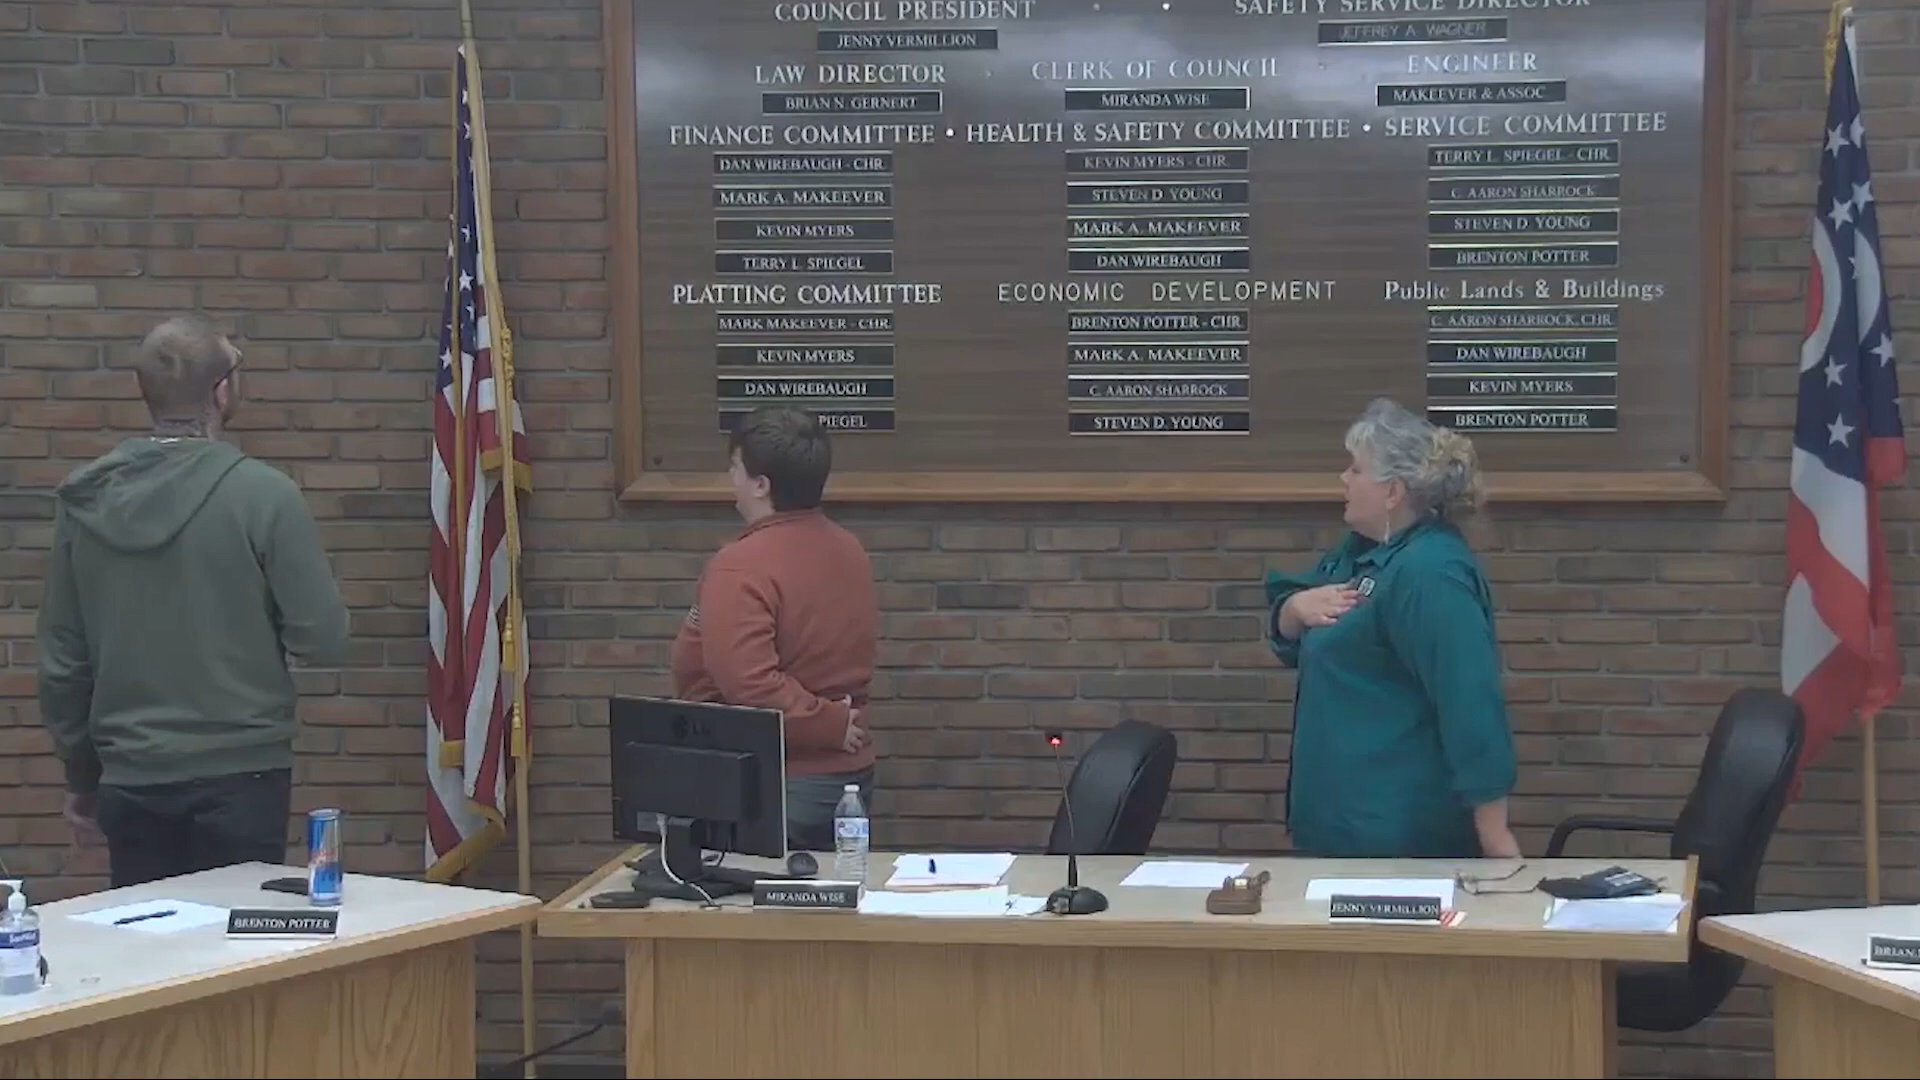 COUNCIL PRESIDENT
JENNY VERMILLION
SAFETY SERVICE DIRECTOR
JEFFREY A. WAGNER
LAW DIRECTOR
BRIAN N. GERNERT
CLERK OF COUNCIL
MIRANDA WISE
ENGINEER
MAKEEVER & ASSOC
FINANCE COMMITTEE • HEALTH & SAFETY COMMITTEE • SERVICE COMMITTEE
DAN WIREBAUGH - CHR.
MARK A. MAKEEVER
KEVIN MYERS
TERRY L. SPIEGEL
KEVIN MYERS - CHR.
STEVEN D. YOUNG
MARK A. MAKEEVER
DAN WIREBAUGH
TERRY L. SPIEGEL - CHR.
C. AARON SHARROCK
STEVEN D. YOUNG
BRENTON POTTER
PLATTING COMMITTEE
MARK MAKEEVER - CHR.
KEVIN MYERS
DAN WIREBAUGH
PIEGEL
ECONOMIC DEVELOPMENT
BRENTON POTTER - CHR.
MARK A. MAKEEVER
C. AARON SHARROCK
STEVEN D. YOUNG
Public Lands & Buildings
C. AARON SHARROCK, CHR.
DAN WIREBAUGH
KEVIN MYERS
BRENTON POTTER
LG
BRENTON POTTER
MIRANDA WISE
JENNY VERMILLION
BRIAN